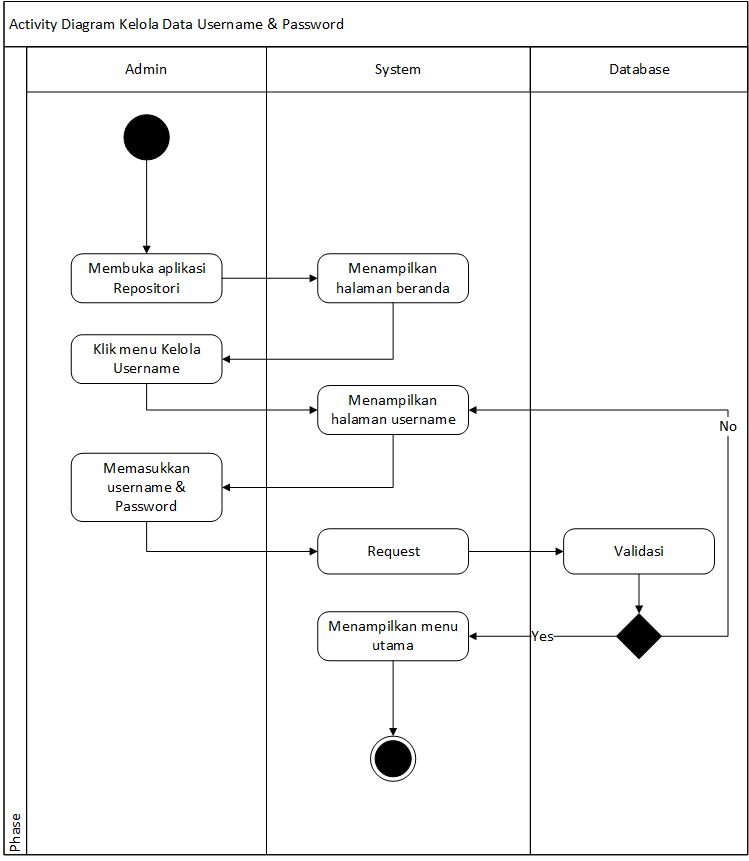 Activity Diagram Kelola Data Username & Password
Admin
System
Database
Membuka aplikasi
Repositori
Menampilkan
halaman beranda
Klik menu Kelola
Username
Menampilkan
halaman username
No
Memasukkan
username &
Password
Request
Validasi
Menampilkan menu
utama
Yes
Phase